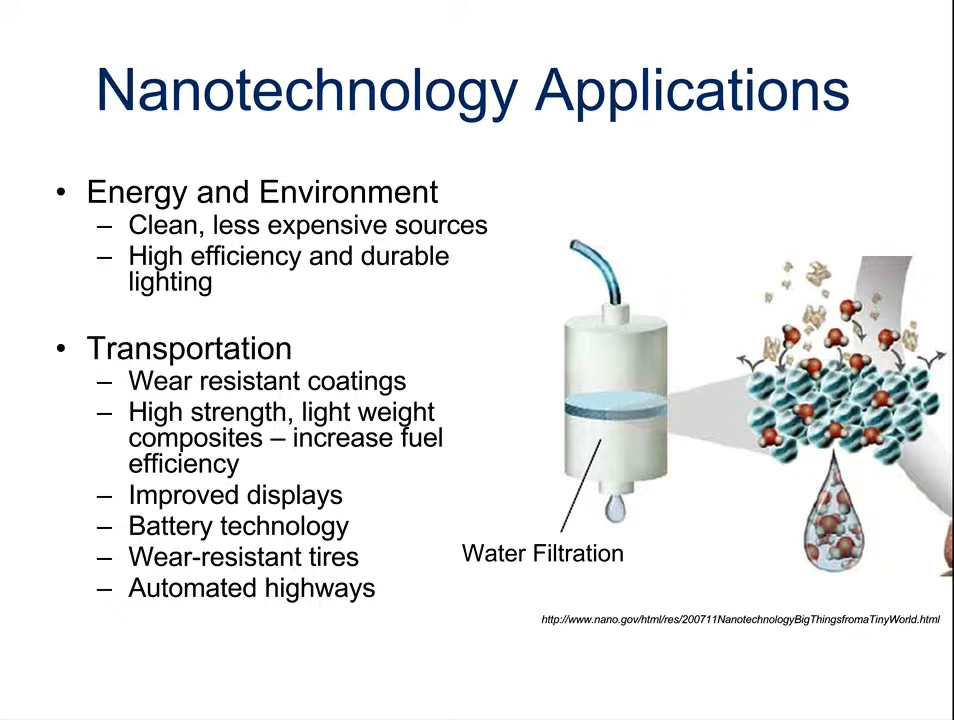 Nanotechnology Applications
• Energy and Environment
– Clean, less expensive sources
– High efficiency and durable
lighting
• Transportation
– Wear resistant coatings
– High strength, light weight
composites – increase fuel
efficiency
– Improved displays
– Battery technology
– Wear-resistant tires
– Automated highways
Water Filtration
http://www.nano.gov/html/res/200711NanotechnologyBigThingsfromaTinyWorld.html